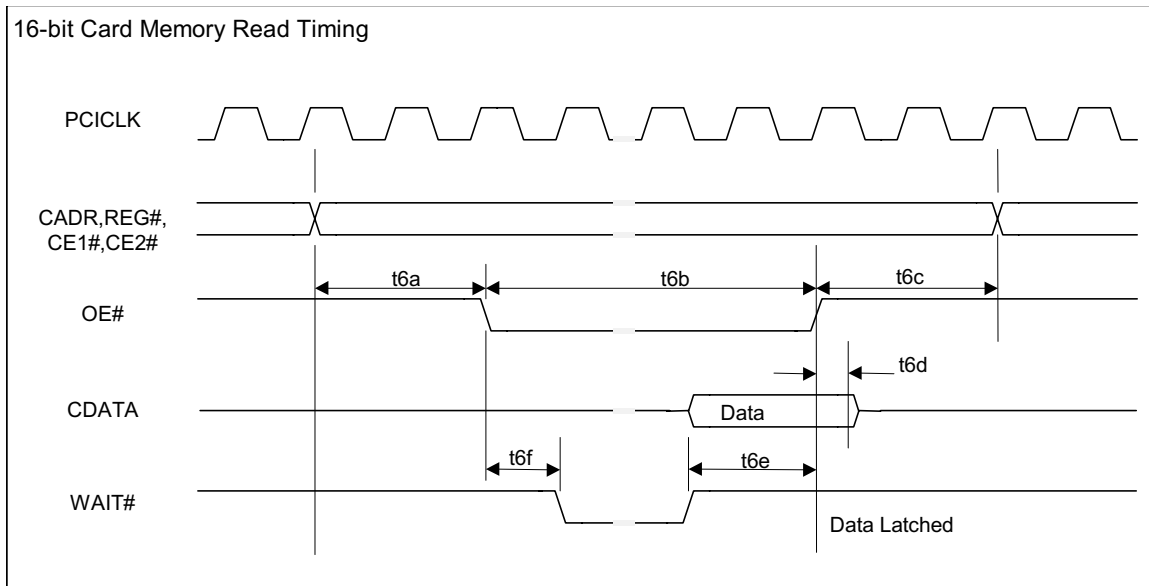 16-bit Card Memory Read Timing
PCICLK
CADR,REG#,
CE1#,CE2#
t6a
t6b
t6c
OE#
t6d
CDATA
Data
t6f
t6e
WAIT#
Data Latched